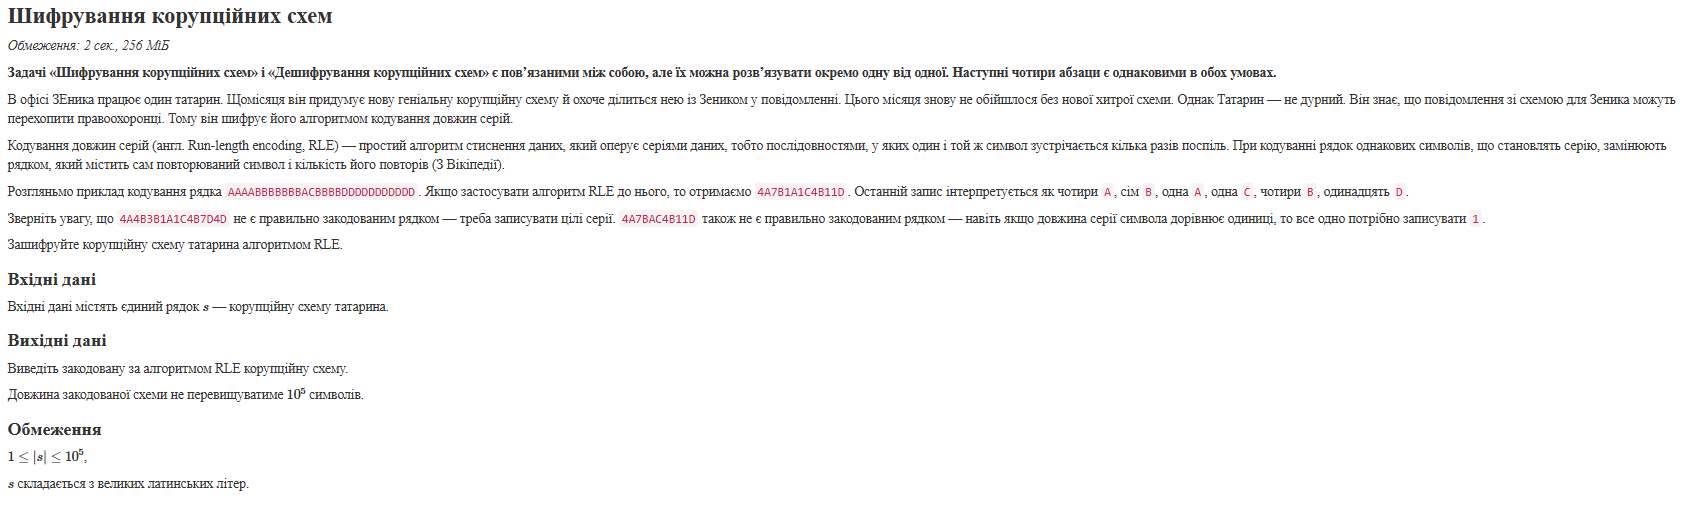 Шифрування корупційних схем
Обмеження: 2 сек., 256 МіБ
Задачі «Шифрування корупційних схем» і «Дешифрування корупційних схем» є пов’язаними між собою, але їх можна розв’язувати окремо одну від одної. Наступні чотири абзаци є однаковими в обох умовах.
В офісі ЗЕника працює один татарин. Щомісяця він придумує нову геніальну корупційну схему й охоче ділиться нею із Зеником у повідомленні. Цього місяця знову не обійшлося без нової хитрої схеми. Однак Татарин — не дурний. Він знає, що повідомлення зі схемою для Зеника можуть
перехопити правоохоронці. Тому він шифрує його алгоритмом кодування довжин серій.
Кодування довжин серій (англ. Run-length encoding, RLE) — простий алгоритм стиснення даних, який оперує серіями даних, тобто послідовностями, у яких один і той ж символ зустрічається кілька разів поспіль. При кодуванні рядок однакових символів, що становлять серію, замінюють
рядком, який містить сам повторюваний символ і кількість його повторів (З Вікіпедії).
Розгляньмо приклад кодування рядка AAAABBBBBBBACBBBBDDDDDDDDDDD. Якщо застосувати алгоритм RLE до нього, то отримаємо 4A7B1A1C4B11D. Останній запис інтерпретується як чотири A, сім B, одна A, одна C, чотири B, одинадцять D.
Зверніть увагу, що 4A4B3B1A1C4B7D4D не є правильно закодованим рядком — треба записувати цілі серії. 4A7BAC4B11D також не є правильно закодованим рядком — навіть якщо довжина серії символа дорівнює одиниці, то все одно потрібно записувати 1.
Зашифруйте корупційну схему татарина алгоритмом RLE.
Вхідні дані
Вхідні дані містять єдиний рядок s — корупційну схему татарина.
Вихідні дані
Виведіть закодовану за алгоритмом RLE корупційну схему.
Довжина закодованої схеми не перевищуватиме 10⁵ символів.
Обмеження
1 ≤ |s| ≤ 10⁵,
s складається з великих латинських літер.